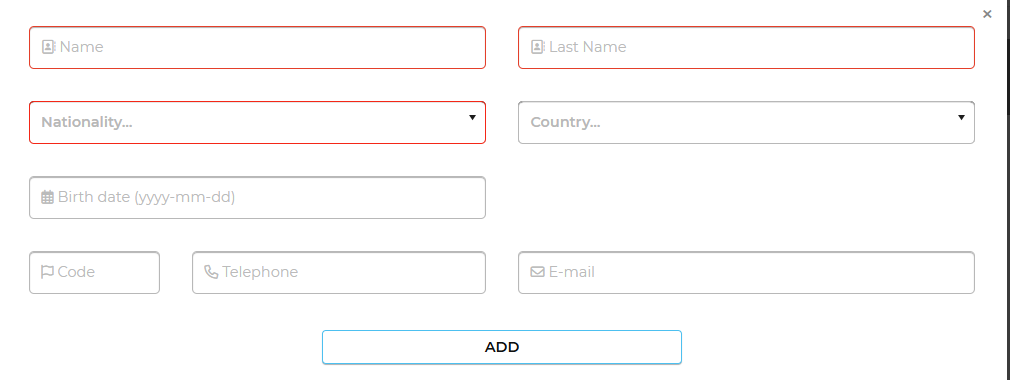 ×
Name
Last Name
Nationality...
Country...
Birth date (yyyy-mm-dd)
Code
Telephone
E-mail
ADD